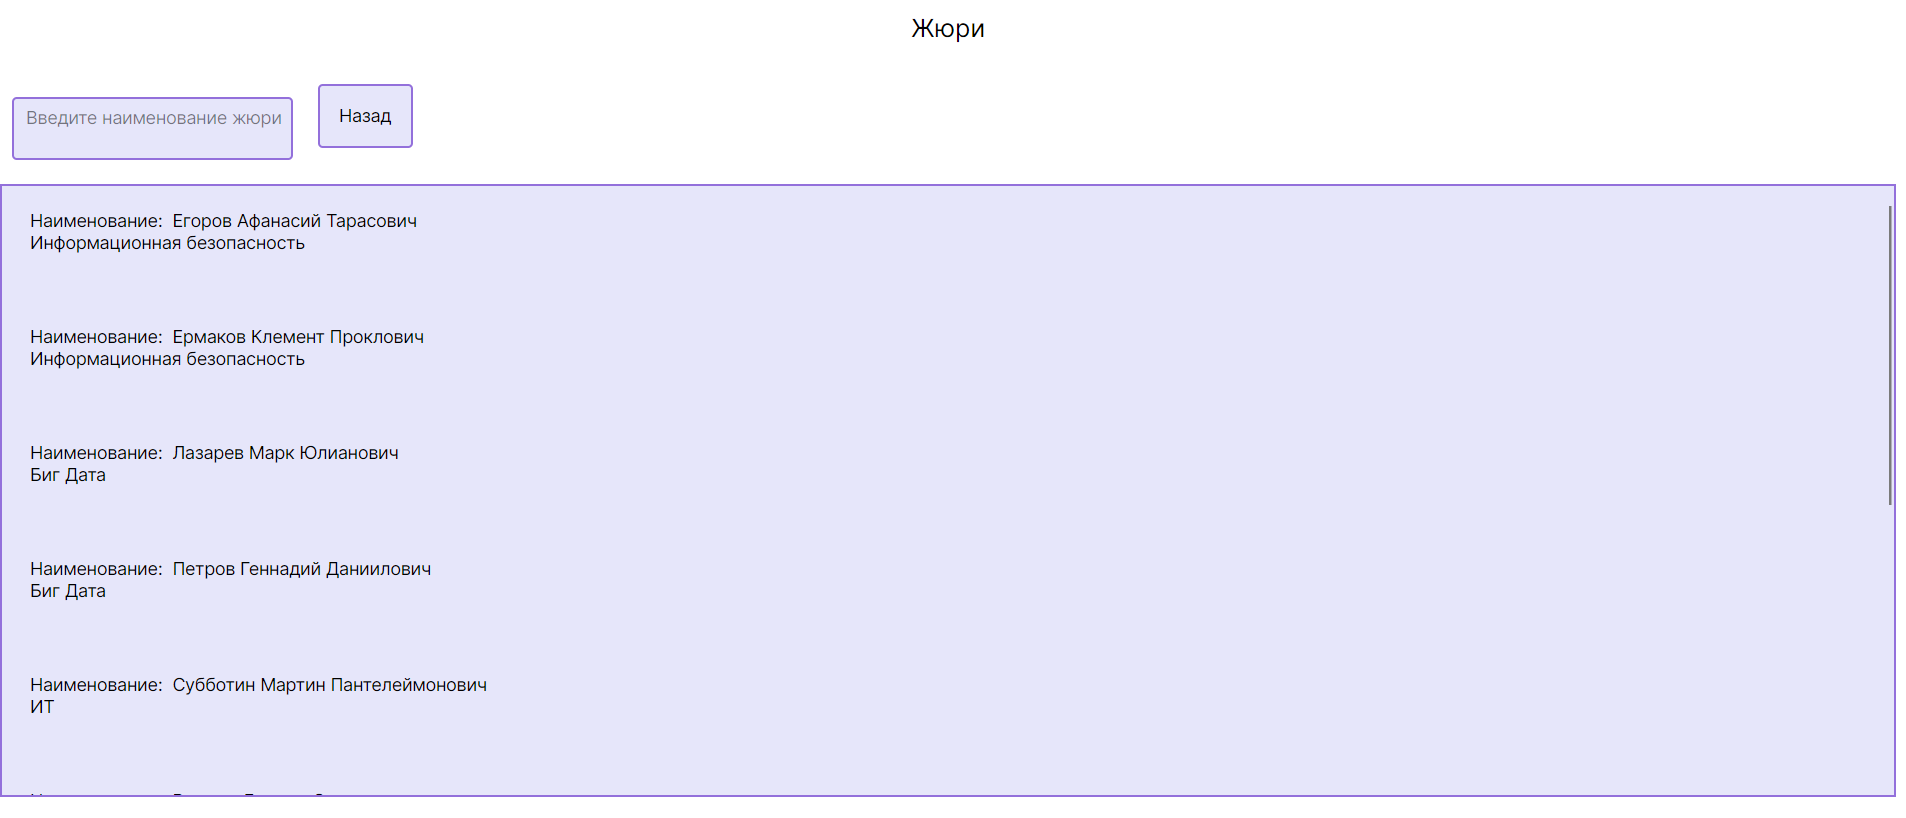 Жюри
Введите наименование жюри
Назад
Наименование: Егоров Афанасий Тарасович
Информационная безопасность
Наименование: Ермаков Клемент Проклович
Информационная безопасность
Наименование: Лазарев Марк Юлианович
Биг Дата
Наименование: Петров Геннадий Даниилович
Биг Дата
Наименование: Субботин Мартин Пантелеймонович
ИТ